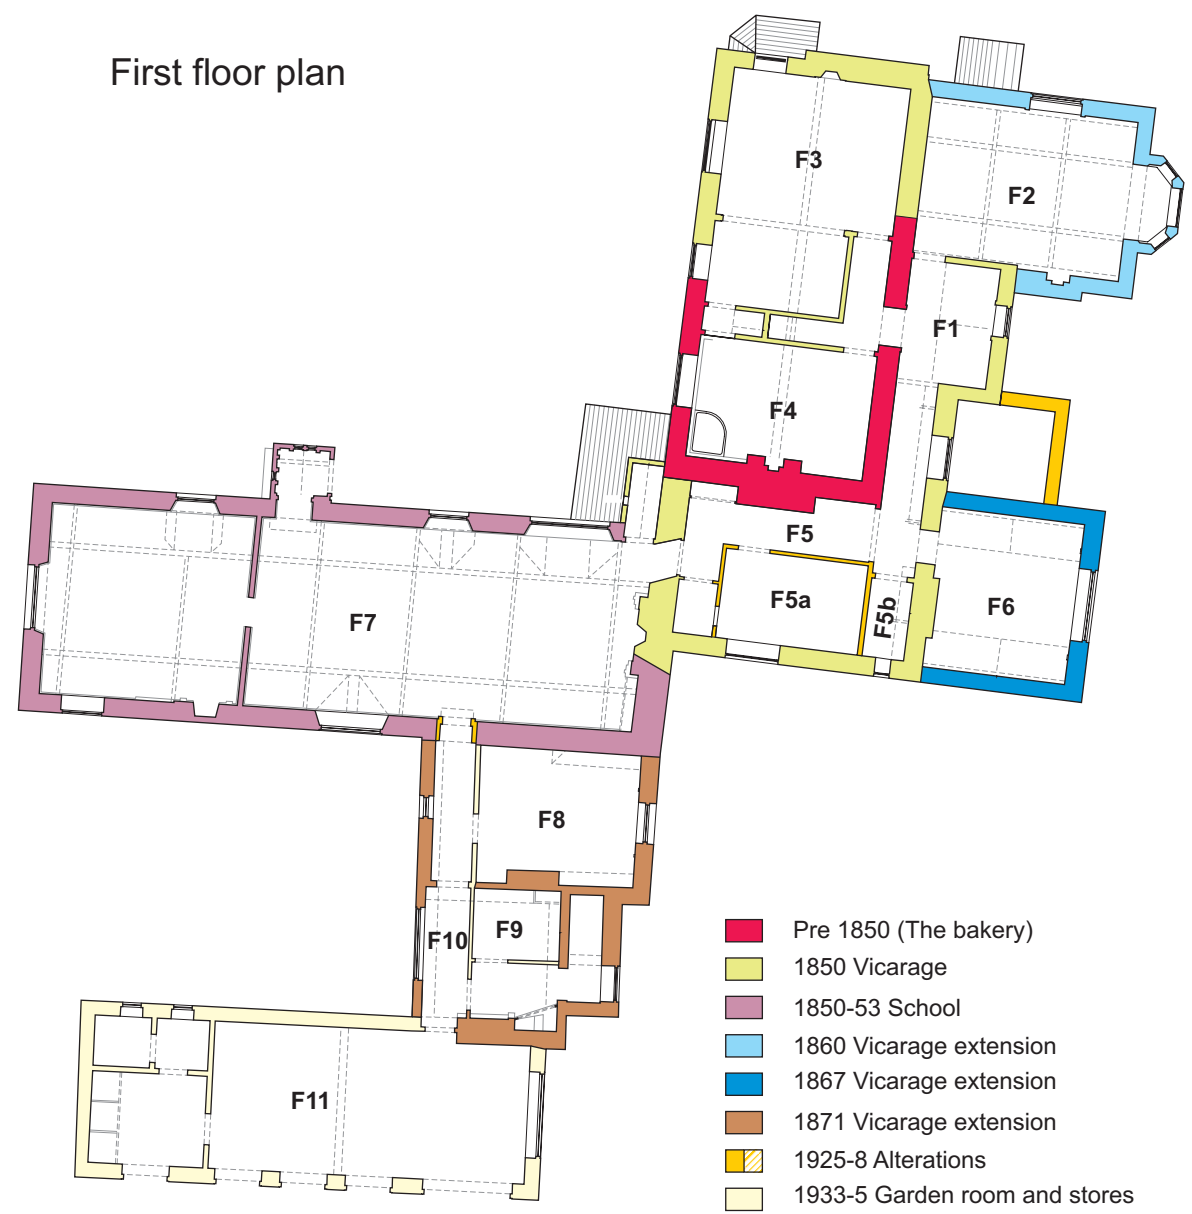 First floor plan
F3
F2
F1
F4
F5
F5a
F5b
F6
F7
F8
F9
F10
F11
Pre 1850 (The bakery)
1850 Vicarage
1850-53 School
1860 Vicarage extension
1867 Vicarage extension
1871 Vicarage extension
1925-8 Alterations
1933-5 Garden room and stores